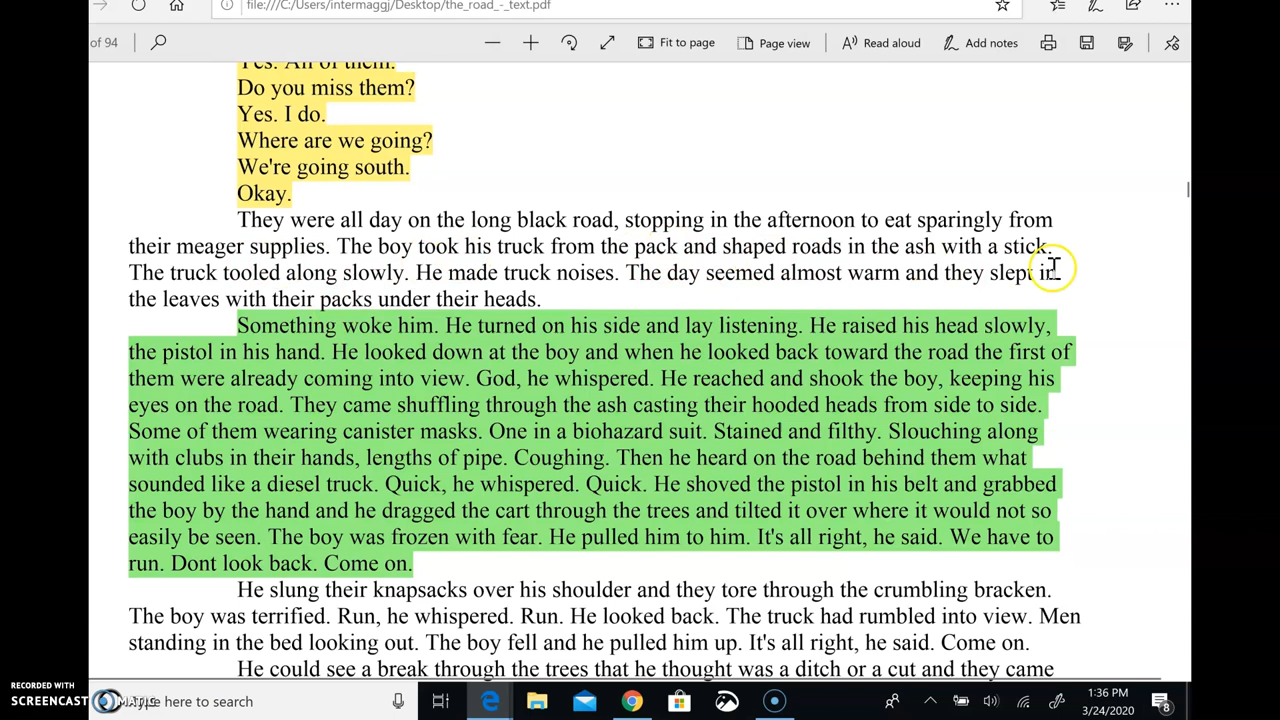 file:///C:/Users/intermaggj/Desktop/the_road_-_text.pdf
of 94
Fit to page
Page view
Read aloud
Add notes
Yes. All of them.
Do you miss them?
Yes. I do.
Where are we going?
We're going south.
Okay.
They were all day on the long black road, stopping in the afternoon to eat sparingly from
their meager supplies. The boy took his truck from the pack and shaped roads in the ash with a stick.
The truck tooled along slowly. He made truck noises. The day seemed almost warm and they slept in
the leaves with their packs under their heads.
Something woke him. He turned on his side and lay listening. He raised his head slowly,
the pistol in his hand. He looked down at the boy and when he looked back toward the road the first of
them were already coming into view. God, he whispered. He reached and shook the boy, keeping his
eyes on the road. They came shuffling through the ash casting their hooded heads from side to side.
Some of them wearing canister masks. One in a biohazard suit. Stained and filthy. Slouching along
with clubs in their hands, lengths of pipe. Coughing. Then he heard on the road behind them what
sounded like a diesel truck. Quick, he whispered. Quick. He shoved the pistol in his belt and grabbed
the boy by the hand and he dragged the cart through the trees and tilted it over where it would not so
easily be seen. The boy was frozen with fear. He pulled him to him. It's all right, he said. We have to
run. Dont look back. Come on.
He slung their knapsacks over his shoulder and they tore through the crumbling bracken.
The boy was terrified. Run, he whispered. Run. He looked back. The truck had rumbled into view. Men
standing in the bed looking out. The boy fell and he pulled him up. It's all right, he said. Come on.
He could see a break through the trees that he thought was a ditch or a cut and they came
RECORDED WITH
SCREENCAST MATIC
Type here to search
1:36 PM
3/24/2020
8